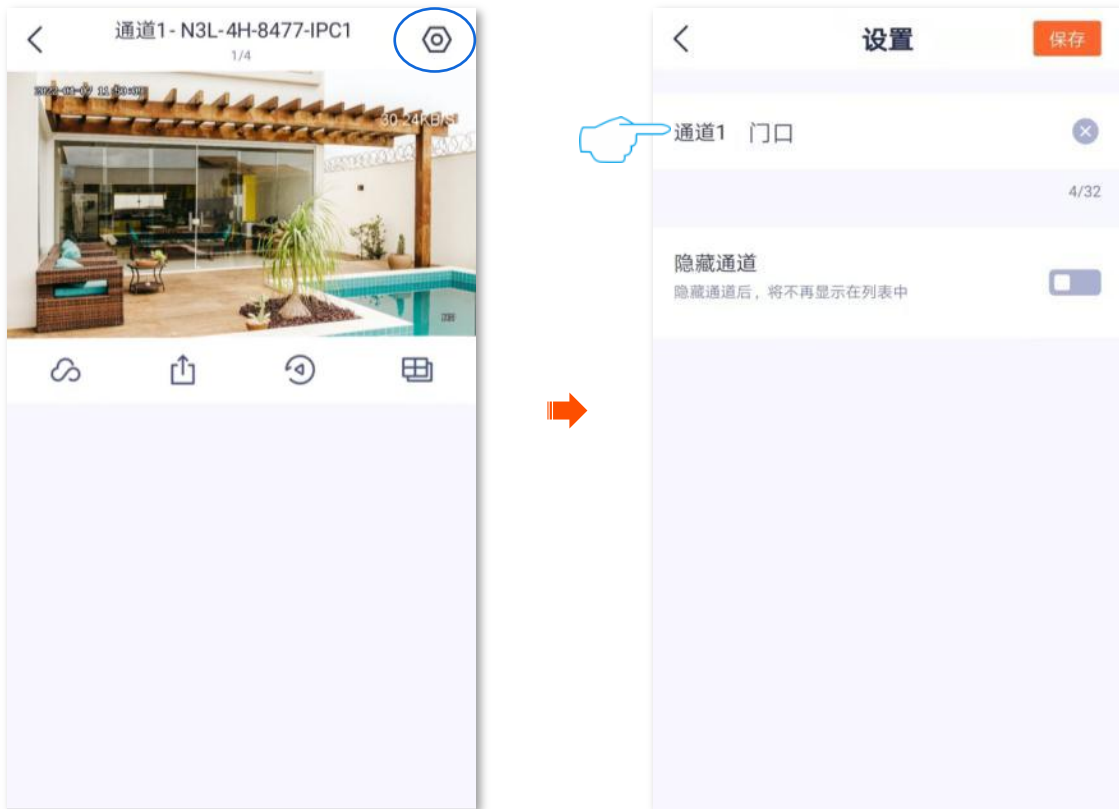 通道1- N3L-4H-8477-IPC1
1/4
30.24KB/S
设置
保存
通道1 门口
4/32
隐藏通道
隐藏通道后，将不再显示在列表中